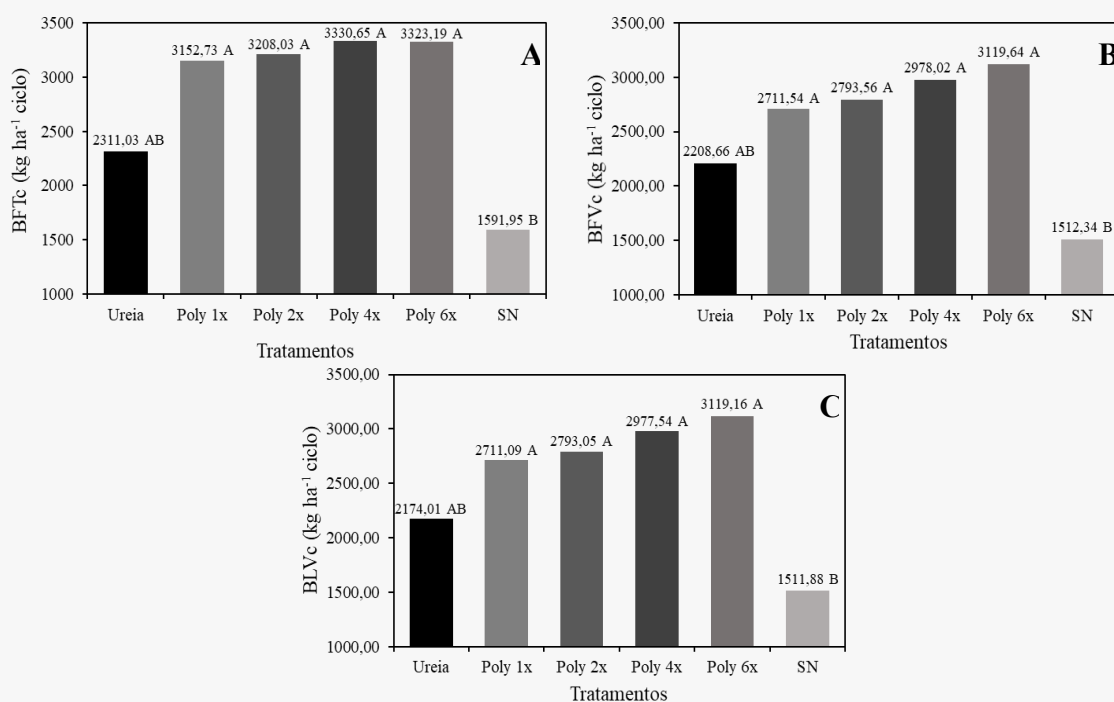 A
BFTc (kg ha⁻¹ ciclo)
3500
3000
2500
2000
1500
1000
2311,03 AB
3152,73 A
3208,03 A
3330,65 A
3323,19 A
1591,95 B
Ureia Poly 1x Poly 2x Poly 4x Poly 6x SN
Tratamentos
B
BFVc (kg ha⁻¹ ciclo)
3500,00
3000,00
2500,00
2000,00
1500,00
1000,00
2208,66 AB
2711,54 A
2793,56 A
2978,02 A
3119,64 A
1512,34 B
Ureia Poly 1x Poly 2x Poly 4x Poly 6x SN
Tratamentos
C
BLVc (kg ha⁻¹ ciclo)
3500,00
3000,00
2500,00
2000,00
1500,00
1000,00
2174,01 AB
2711,09 A
2793,05 A
2977,54 A
3119,16 A
1511,88 B
Ureia Poly 1x Poly 2x Poly 4x Poly 6x SN
Tratamentos